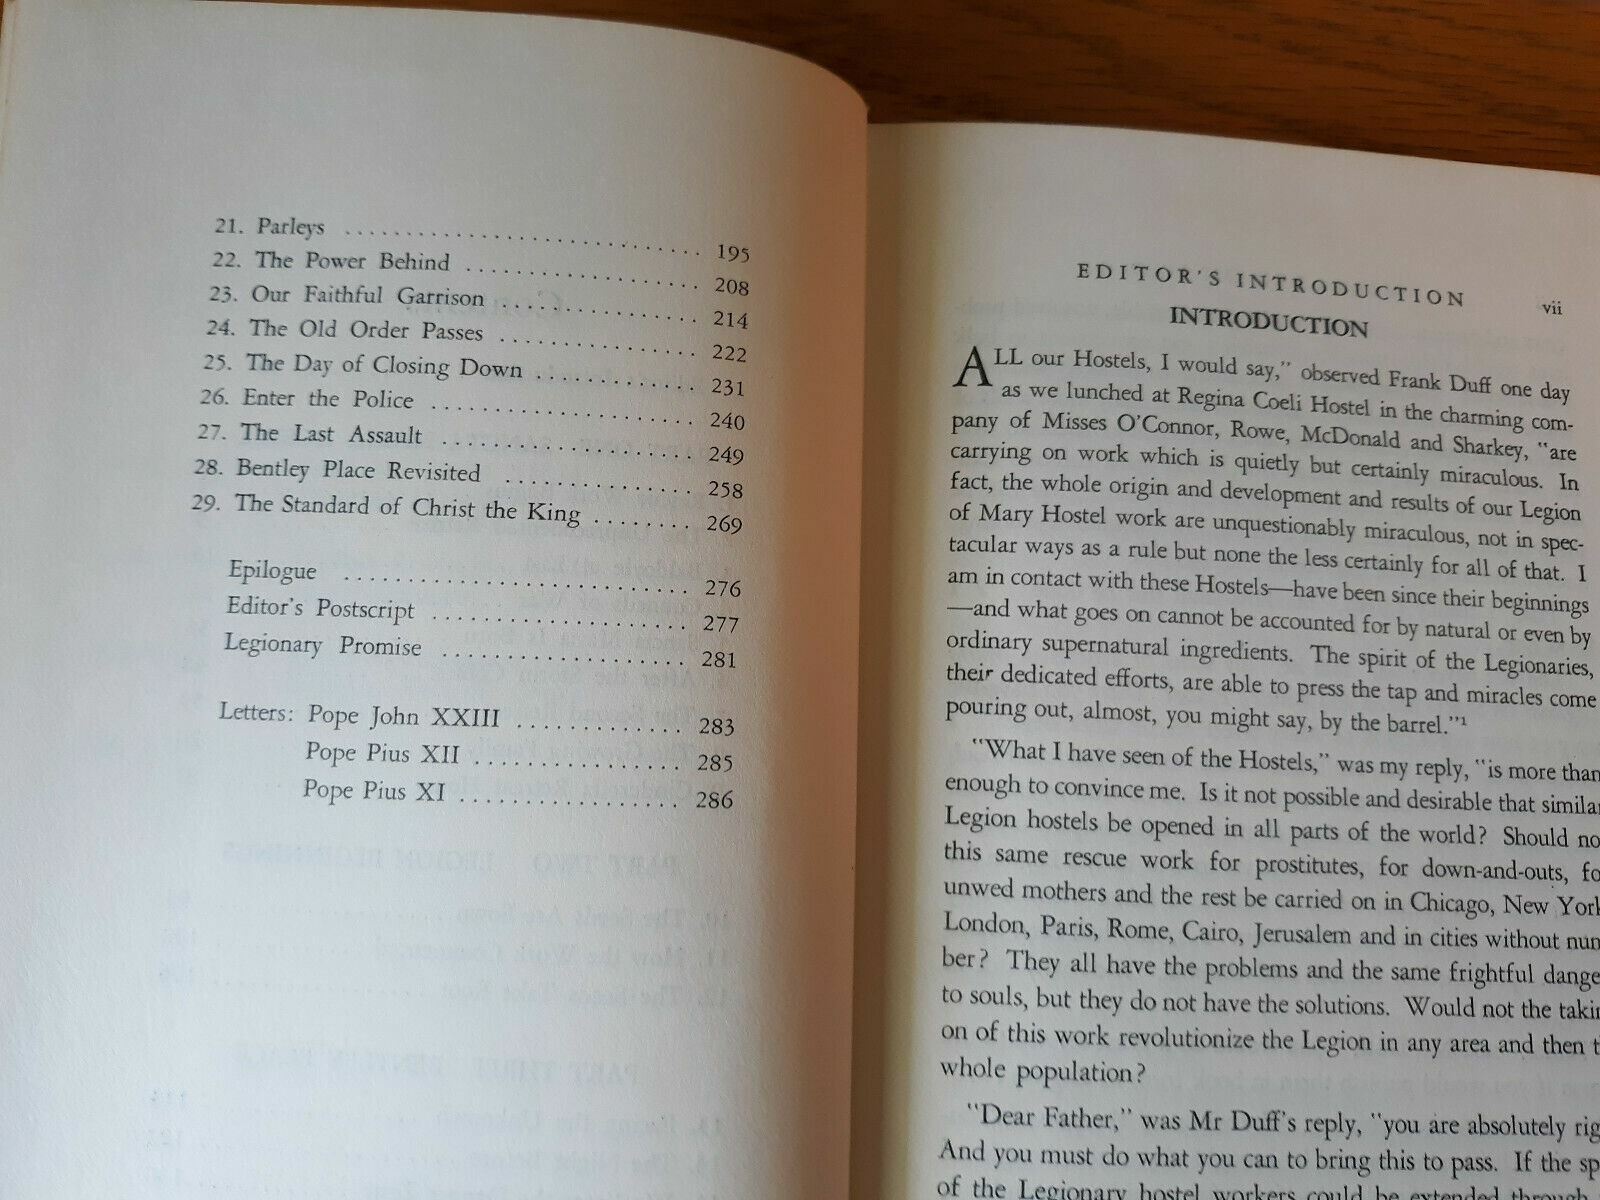 21. Parleys ........ 195
22. The Power Behind ........ 208
23. Our Faithful Garrison ........ 214
24. The Old Order Passes ........ 222
25. The Day of Closing Down ........ 231
26. Enter the Police ........ 240
27. The Last Assault ........ 249
28. Bentley Place Revisited ........ 258
29. The Standard of Christ the King ........ 269
Epilogue ........ 276
Editor's Postscript ........ 277
Legionary Promise ........ 281
Letters: Pope John XXIII ........ 283
Pope Pius XII ........ 285
Pope Pius XI ........ 286
EDITOR'S INTRODUCTION vii
INTRODUCTION
ALL our Hostels, I would say," observed Frank Duff one day
as we lunched at Regina Coeli Hostel in the charming com-
pany of Misses O'Connor, Rowe, McDonald and Sharkey, "are
carrying on work which is quietly but certainly miraculous. In
fact, the whole origin and development and results of our Legion
of Mary Hostel work are unquestionably miraculous, not in spec-
tacular ways as a rule but none the less certainly for all of that. I
am in contact with these Hostels—have been since their beginnings
—and what goes on cannot be accounted for by natural or even by
ordinary supernatural ingredients. The spirit of the Legionaries,
their dedicated efforts, are able to press the tap and miracles come
pouring out, almost, you might say, by the barrel."¹
"What I have seen of the Hostels," was my reply, "is more than
enough to convince me. Is it not possible and desirable that similar
Legion hostels be opened in all parts of the world? Should no
this same rescue work for prostitutes, for down-and-outs, fo
unwed mothers and the rest be carried on in Chicago, New York
London, Paris, Rome, Cairo, Jerusalem and in cities without num
ber? They all have the problems and the same frightful dange
to souls, but they do not have the solutions. Would not the takin
on of this work revolutionize the Legion in any area and then t
whole population?
"Dear Father," was Mr Duff's reply, "you are absolutely rig
And you must do what you can to bring this to pass. If the sp
of the Legionary hostel workers could be extended through